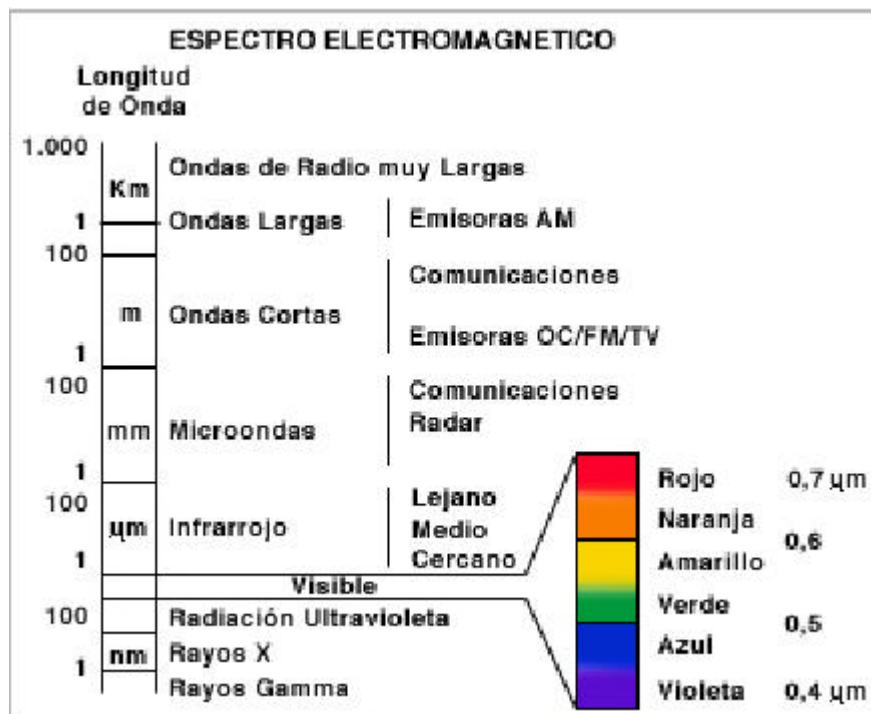 ESPECTRO ELECTROMAGNETICO
Longitud
de Onda
1.000
Km
Ondas de Radio muy Largas
1
Ondas Largas
Emisoras AM
100
Comunicaciones
m
Ondas Cortas
Emisoras OC/FM/TV
1
100
Comunicaciones
Radar
mm
Microondas
1
100
Lejano
µm
Infrarrojo
Medio
1
Cercano
Visible
100
Radiación Ultravioleta
nm
Rayos X
1
Rayos Gamma
Rojo 0,7 µm
Naranja
0,6
Amarillo
Verde
0,5
Azul
Violeta 0,4 µm